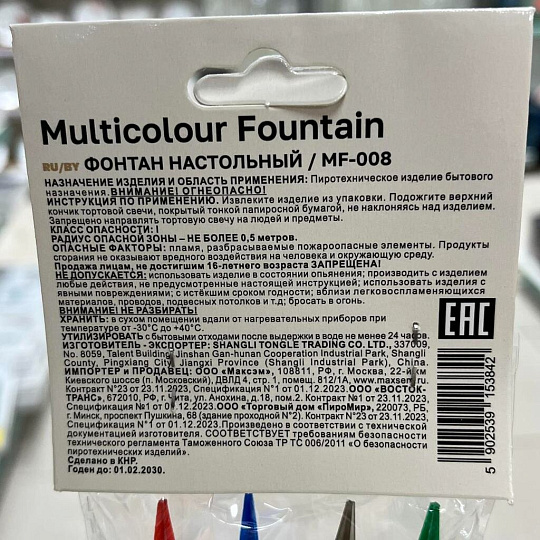 Multicolour Fountain
RU/BY ФОНТАН НАСТОЛЬНЫЙ / MF-008
НАЗНАЧЕНИЕ ИЗДЕЛИЯ И ОБЛАСТЬ ПРИМЕНЕНИЯ: Пиротехническое изделие бытового
назначения. ВНИМАНИЕ! ОГНЕОПАСНО!
ИНСТРУКЦИЯ ПО ПРИМЕНЕНИЮ. Извлеките изделие из упаковки. Подожгите верхний
кончик тортовой свечи, покрытый тонкой папиросной бумагой, не наклоняясь над изделием.
Запрещено направлять тортовую свечу на людей и предметы.
КЛАСС ОПАСНОСТИ: I
РАДИУС ОПАСНОЙ ЗОНЫ – НЕ БОЛЕЕ 0,5 метров.
ОПАСНЫЕ ФАКТОРЫ: пламя, разбрызгиваемые пожароопасные элементы. Продукты
сгорания не оказывают вредного воздействия на человека и окружающую среду.
Продажа лицам, не достигшим 16-летнего возраста ЗАПРЕЩЕНА!
НЕ ДОПУСКАЕТСЯ: использовать изделие в состоянии опьянения; производить с изделием
любые действия, не предусмотренные настоящей инструкцией; использовать изделия с
явными повреждениями; с истёкшим сроком годности; вблизи легковоспламеняющихся
материалов, проводов, подвесных потолков и т.д; бросать в огонь.
ВНИМАНИЕ! НЕ РАЗБИРАТЬ!
ХРАНИТЬ: в сухом помещении вдали от нагревательных приборов при
температуре от -30°С до +40°С.
УТИЛИЗИРОВАТЬ с бытовыми отходами после выдержки в воде не менее 24 часов.
ИЗГОТОВИТЕЛЬ - ЭКСПОРТЕР: SHANGLI TONGLE TRADING CO. LTD., 337009,
No. 8059, Talent Building, Jinshan Gan-hunan Cooperation Industrial Park, Shangli
County, Pingxiang City, Jiangxi Province (Shangli Industrial Park), China.
ИМПОРТЕР И ПРОДАВЕЦ: ООО «Максэм», 108811, РФ, г. Москва, 22-й км
Киевского шоссе (п. Московский), ДВЛД 4, стр. 1, помещ. 812/1А, www.maxsem.ru.
Контракт №23 от 23.11.2023, Спецификация №1 от 01.12.2023. ООО «ВОСТОК-
ТРАНС», 672010, РФ, г. Чита, ул. Анохина, д.18, пом.2. Контракт №1 от 23.11.2023,
Спецификация №1 от 01.12.2023. ООО «Торговый дом «ПироМир», 220073, РБ,
г. Минск, проспект Пушкина, 68 (здание проходной №2). Контракт №23 от 23.11.2023,
Спецификация №1 от 01.12.2023.Произведено в соответствии с технической
документацией изготовителя. СООТВЕТСТВУЕТ требованиям безопасности
технического регламента Таможенного Союза ТР ТС 006/2011 «О безопасности
пиротехнических изделий».
Сделано в КНР.
Годен до: 01.02.2030.
EAC
5 902539 153842